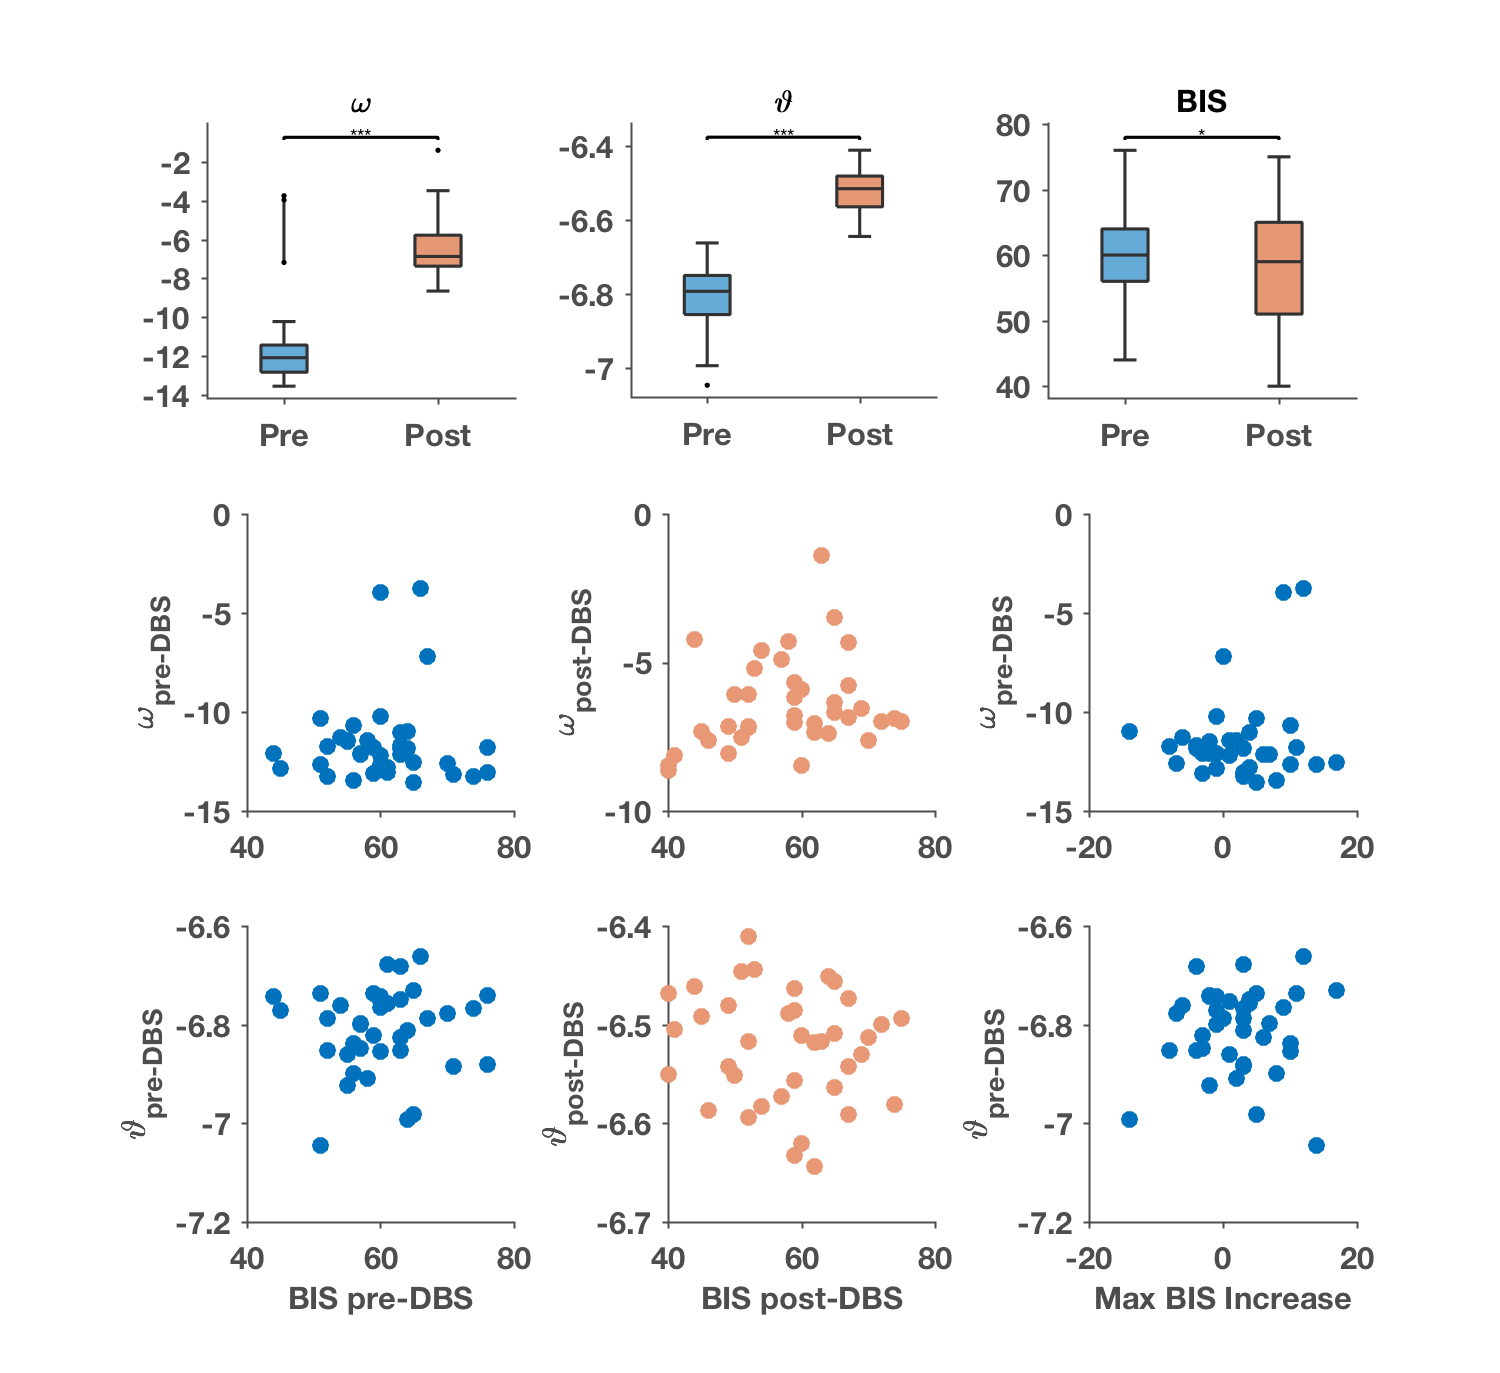 ω ϑ BIS
*** *** *
-2 -4 -6 -8 -10 -12 -14
-6.4 -6.6 -6.8 -7
80 70 60 50 40
Pre Post Pre Post Pre Post
ω pre-DBS
0 -5 -10 -15
40 60 80
ω post-DBS
0 -5 -10
40 60 80
ω pre-DBS
0 -5 -10 -15
-20 0 20
ϑ pre-DBS
-6.6 -6.8 -7 -7.2
40 60 80
BIS pre-DBS
ϑ post-DBS
-6.4 -6.5 -6.6 -6.7
40 60 80
BIS post-DBS
ϑ pre-DBS
-6.6 -6.8 -7 -7.2
-20 0 20
Max BIS Increase